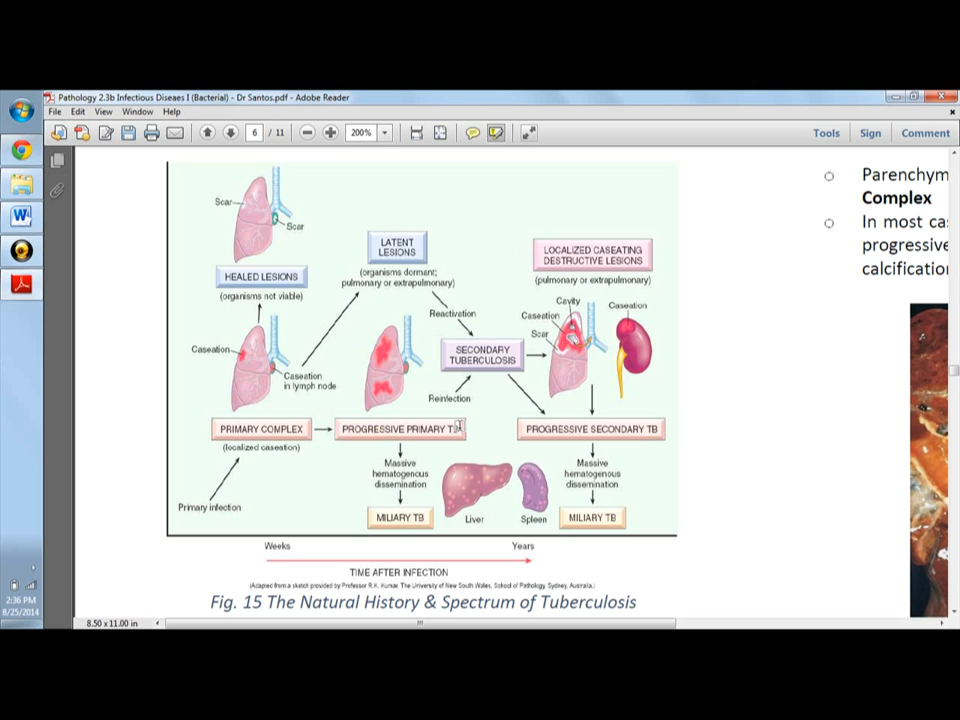 Pathology 2.3b Infectious Diseaes I (Bacterial) - Dr Santos.pdf - Adobe Reader
File Edit View Window Help
6 / 11
200%
Tools Sign Comment
Scar
Scar
HEALED LESIONS
(organisms not viable)
LATENT
LESIONS
(organisms dormant;
pulmonary or extrapulmonary)
LOCALIZED CASEATING
DESTRUCTIVE LESIONS
(pulmonary or extrapulmonary)
Reactivation
Cavity
Caseation
Caseation
Scar
Caseation
Caseation
in lymph node
SECONDARY
TUBERCULOSIS
Reinfection
PRIMARY COMPLEX
(localized caseation)
PROGRESSIVE PRIMARY TB
PROGRESSIVE SECONDARY TB
Primary infection
Massive
hematogenous
dissemination
MILIARY TB
Liver
Spleen
Massive
hematogenous
dissemination
MILIARY TB
Weeks
Years
TIME AFTER INFECTION
(Adapted from a sketch provided by Professor R.K. Kumar, The University of New South Wales, School of Pathology, Sydney, Australia.)
Fig. 15 The Natural History & Spectrum of Tuberculosis
Parenchym
Complex
In most ca
progressive
calcification
2:36 PM
8/25/2014
8.50 x 11.00 in